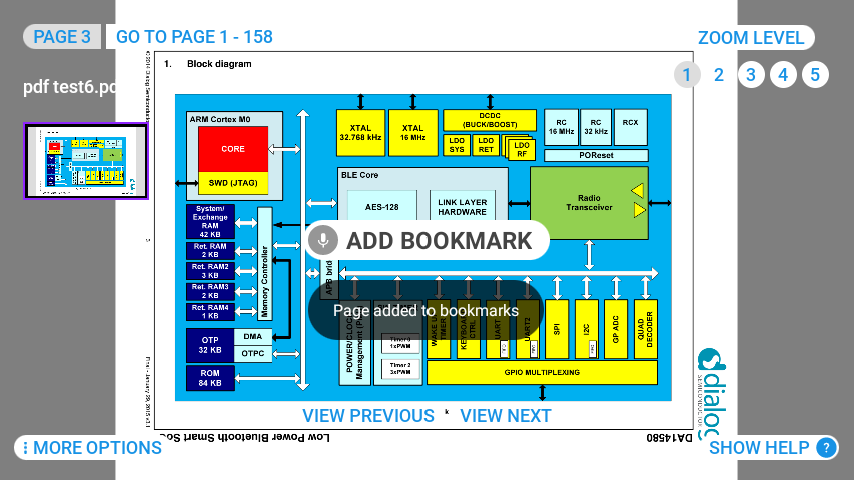 PAGE 3
GO TO PAGE 1 - 158
ZOOM LEVEL
1 2 3 4 5
pdf test6.pd
1. Block diagram
ARM Cortex M0
CORE
SWD (JTAG)
XTAL
32.768 kHz
XTAL
16 MHz
DCDC
(BUCK/BOOST)
LDO
SYS
LDO
RET
LDO
RF
RC
16 MHz
RC
32 kHz
RCX
POReset
BLE Core
AES-128
LINK LAYER
HARDWARE
Radio
Transceiver
System/
Exchange
RAM
42 KB
Ret. RAM
2 KB
Ret. RAM2
3 KB
Ret. RAM3
2 KB
Ret. RAM4
1 KB
Memory Controller
ADD BOOKMARK
APB brid
Page added to bookmarks
OTP
32 KB
DMA
OTPC
ROM
84 KB
POWER/CLOC
Management (P
Timer 0
1xPWM
Timer 2
3xPWM
WAKE U
TIMER
KEYBOA
CTRL
UART
UART2
SPI
I2C
GP ADC
QUAD
DECODER
GPIO MULTIPLEXING
VIEW PREVIOUS
VIEW NEXT
MORE OPTIONS
Low Power Bluetooth Smart So
DA14580
dialog
SEMICONDUCTOR
SHOW HELP ?